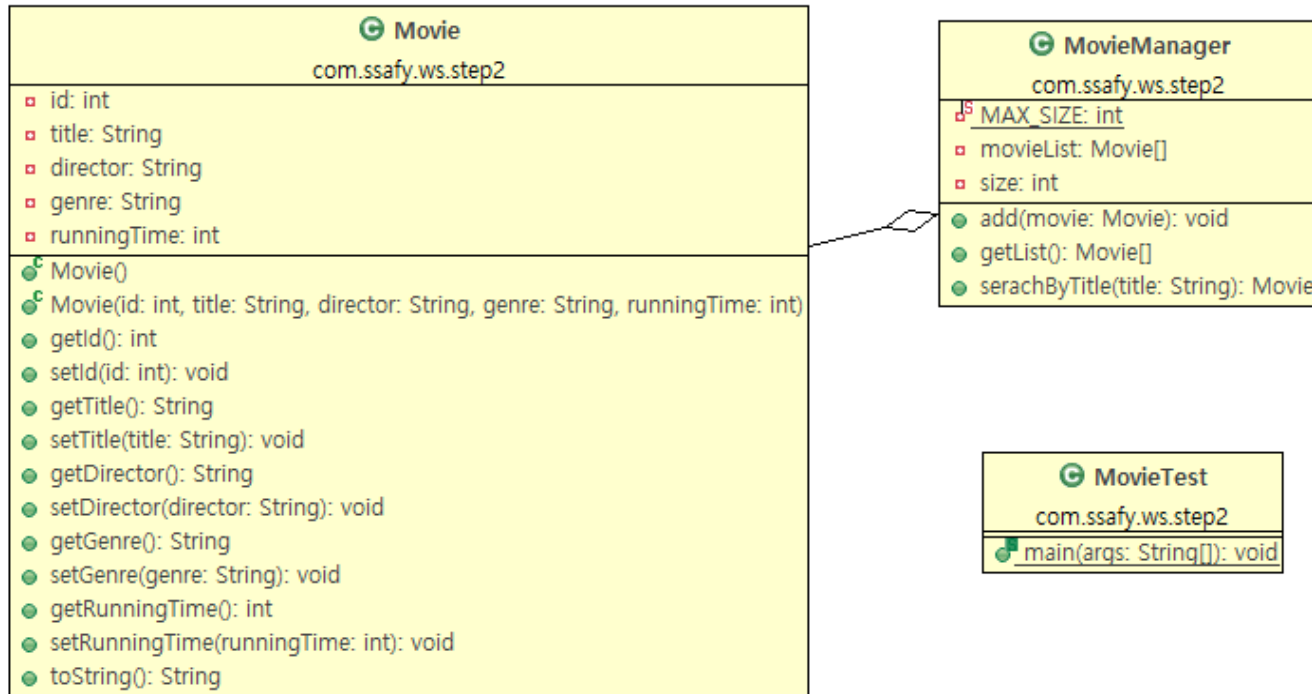 C Movie
com.ssafy.ws.step2
id: int
title: String
director: String
genre: String
runningTime: int
C Movie()
C Movie(id: int, title: String, director: String, genre: String, runningTime: int)
getId(): int
setId(id: int): void
getTitle(): String
setTitle(title: String): void
getDirector(): String
setDirector(director: String): void
getGenre(): String
setGenre(genre: String): void
getRunningTime(): int
setRunningTime(runningTime: int): void
toString(): String
C MovieManager
com.ssafy.ws.step2
S MAX_SIZE: int
movieList: Movie[]
size: int
add(movie: Movie): void
getList(): Movie[]
serachByTitle(title: String): Movie
C MovieTest
com.ssafy.ws.step2
S main(args: String[]): void